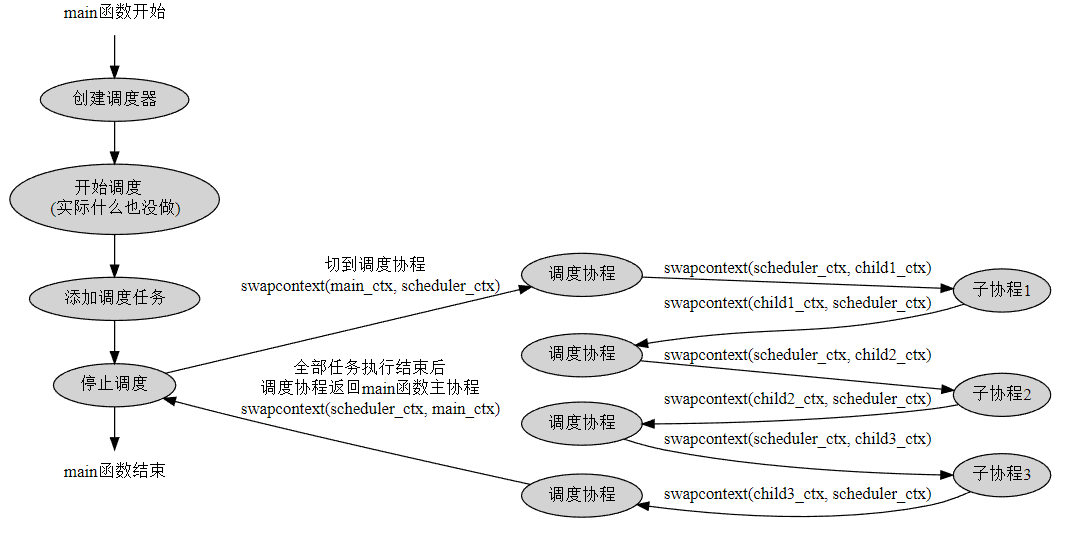 main函数开始
创建调度器
开始调度
(实际什么也没做)
添加调度任务
停止调度
main函数结束
切到调度协程
swapcontext(main_ctx, scheduler_ctx)
全部任务执行结束后
调度协程返回main函数主协程
swapcontext(scheduler_ctx, main_ctx)
调度协程
swapcontext(scheduler_ctx, child1_ctx)
子协程1
swapcontext(child1_ctx, scheduler_ctx)
调度协程
swapcontext(scheduler_ctx, child2_ctx)
子协程2
swapcontext(child2_ctx, scheduler_ctx)
调度协程
swapcontext(scheduler_ctx, child3_ctx)
子协程3
swapcontext(child3_ctx, scheduler_ctx)
调度协程